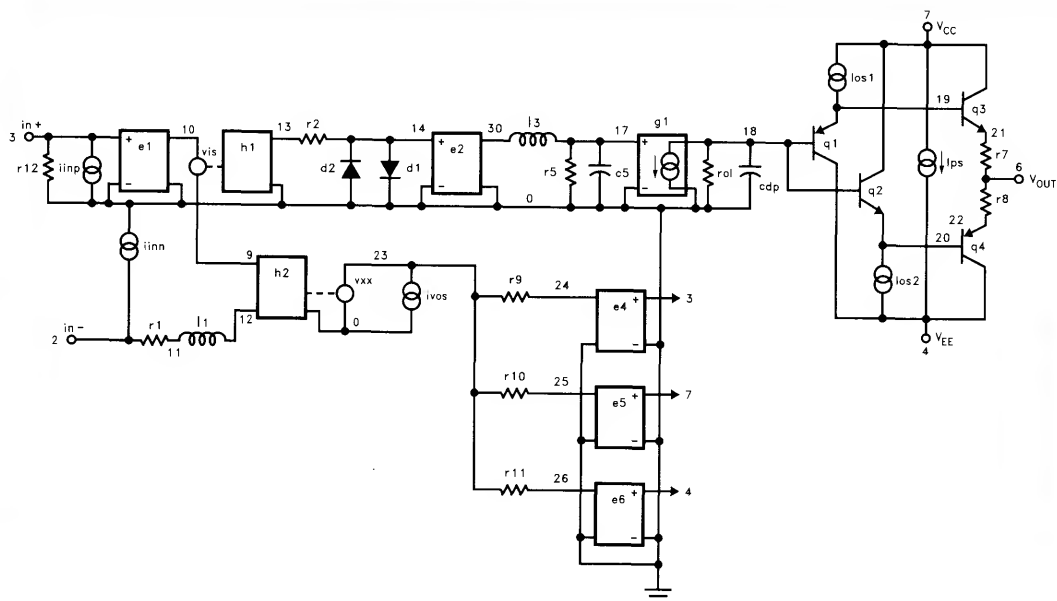 7
V_CC
Ios1
in+
3
10
13
r2
14
30
l3
17
g1
18
19
q3
+
e1
vis
h1
+
e2
+
q1
21
r7
r12
iinp
d2
d1
r5
c5
rol
cdp
q2
Ips
6
V_OUT
−
−
−
0
r8
22
iinn
20
q4
9
h2
23
Ios2
vxx
ivos
r9
24
e4
+
3
in-
2
r1
11
l1
12
0
−
V_EE
4
r10
25
e5
+
7
−
r11
26
e6
+
4
−